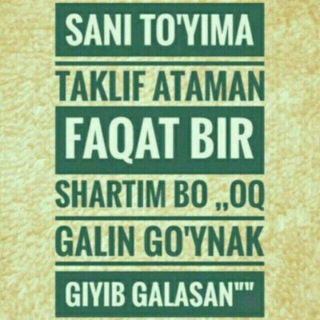 SANI TO'YIMA
TAKLIF ATAMAN
FAQAT BIR
SHARTIM BO ,,OQ
GALIN GO'YNAK
GIYIB GALASAN""